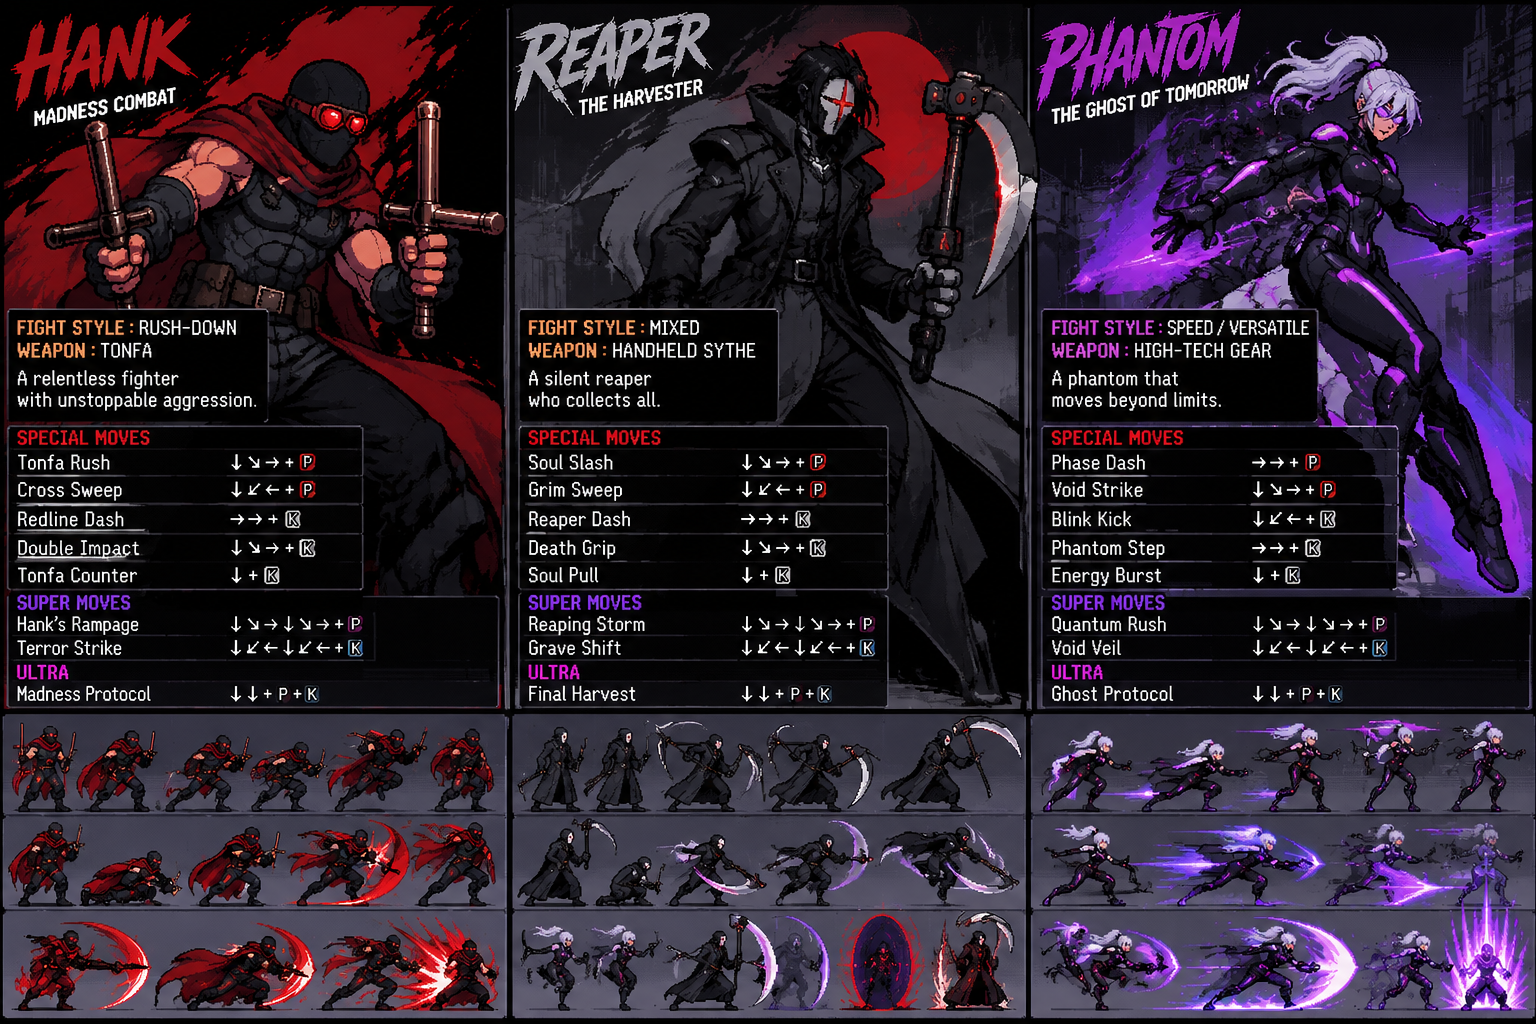 HANK
MADNESS COMBAT
FIGHT STYLE : RUSH-DOWN
WEAPON : TONFA
A relentless fighter
with unstoppable aggression.
SPECIAL MOVES
Tonfa Rush ↓ ↘ → + P
Cross Sweep ↓ ↙ ← + P
Redline Dash → → + K
Double Impact ↓ ↘ → + K
Tonfa Counter ↓ + K
SUPER MOVES
Hank's Rampage ↓ ↘ → ↓ ↘ → + P
Terror Strike ↓ ↙ ← ↓ ↙ ← + K
ULTRA
Madness Protocol ↓ ↓ + P + K
REAPER
THE HARVESTER
FIGHT STYLE : MIXED
WEAPON : HANDHELD SYTHE
A silent reaper
who collects all.
SPECIAL MOVES
Soul Slash ↓ ↘ → + P
Grim Sweep ↓ ↙ ← + P
Reaper Dash → → + K
Death Grip ↓ ↘ → + K
Soul Pull ↓ + K
SUPER MOVES
Reaping Storm ↓ ↘ → ↓ ↘ → + P
Grave Shift ↓ ↙ ← ↓ ↙ ← + K
ULTRA
Final Harvest ↓ ↓ + P + K
PHANTOM
THE GHOST OF TOMORROW
FIGHT STYLE : SPEED / VERSATILE
WEAPON : HIGH-TECH GEAR
A phantom that
moves beyond limits.
SPECIAL MOVES
Phase Dash → → + P
Void Strike ↓ ↘ → + P
Blink Kick ↓ ↙ ← + K
Phantom Step → → + K
Energy Burst ↓ + K
SUPER MOVES
Quantum Rush ↓ ↘ → ↓ ↘ → + P
Void Veil ↓ ↙ ← ↓ ↙ ← + K
ULTRA
Ghost Protocol ↓ ↓ + P + K